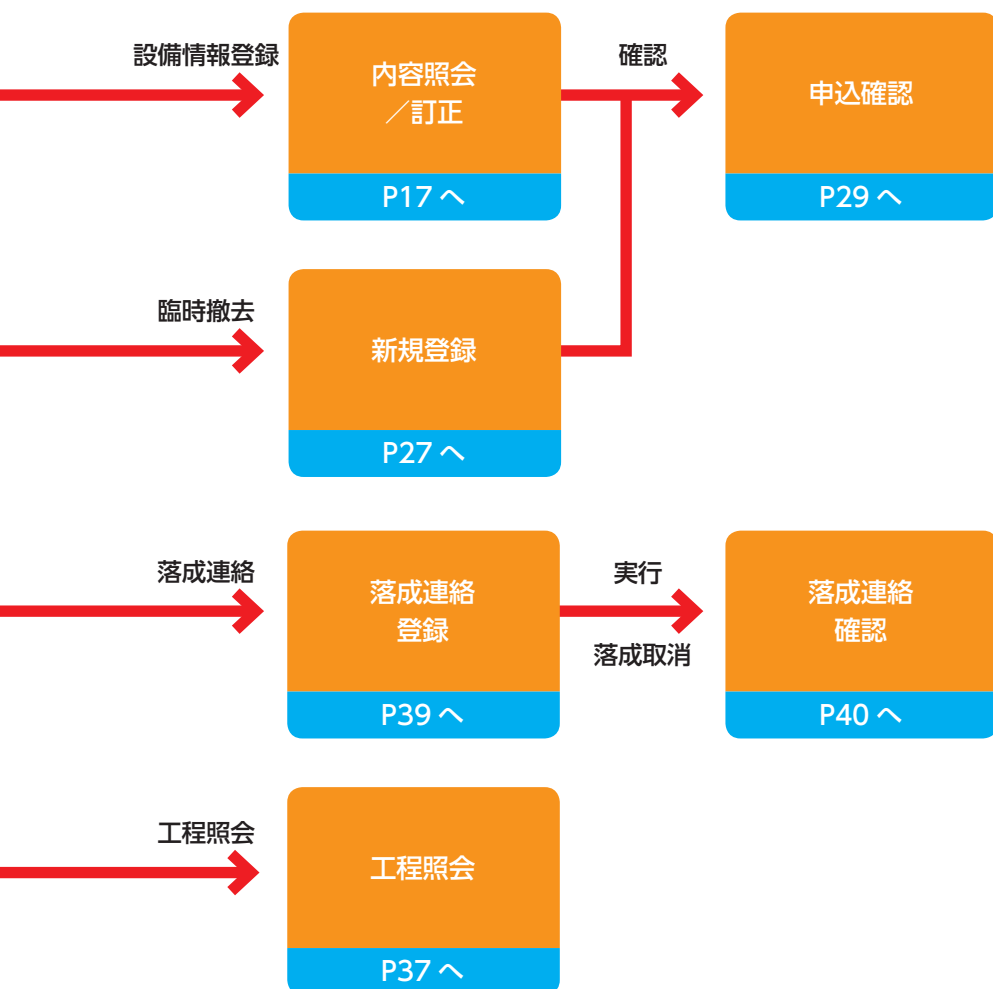 設備情報登録
内容照会
／訂正
P17 へ
確認
申込確認
P29 へ
臨時撤去
新規登録
P27 へ
落成連絡
落成連絡
登録
P39 へ
実行
落成取消
落成連絡
確認
P40 へ
工程照会
工程照会
P37 へ